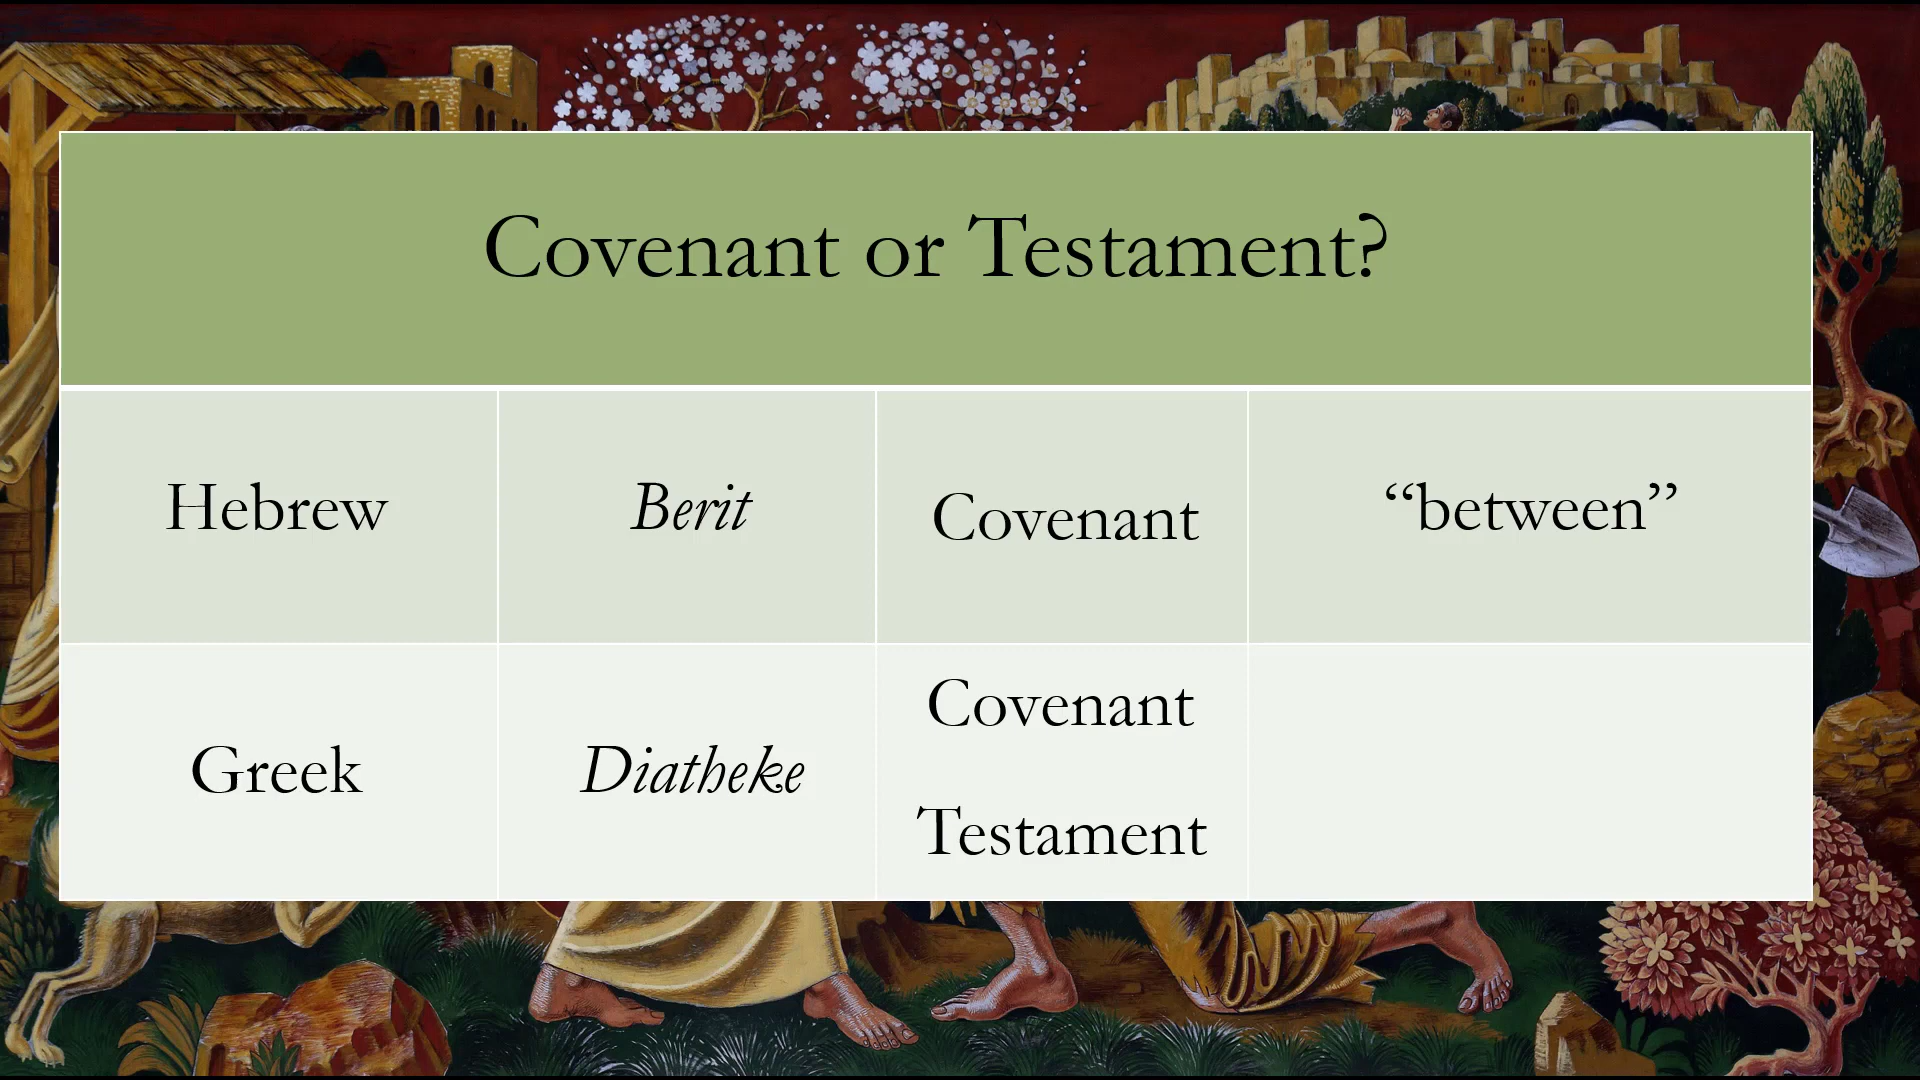 Covenant or Testament?
Hebrew Berit Covenant “between”
Greek Diatheke Covenant
Testament